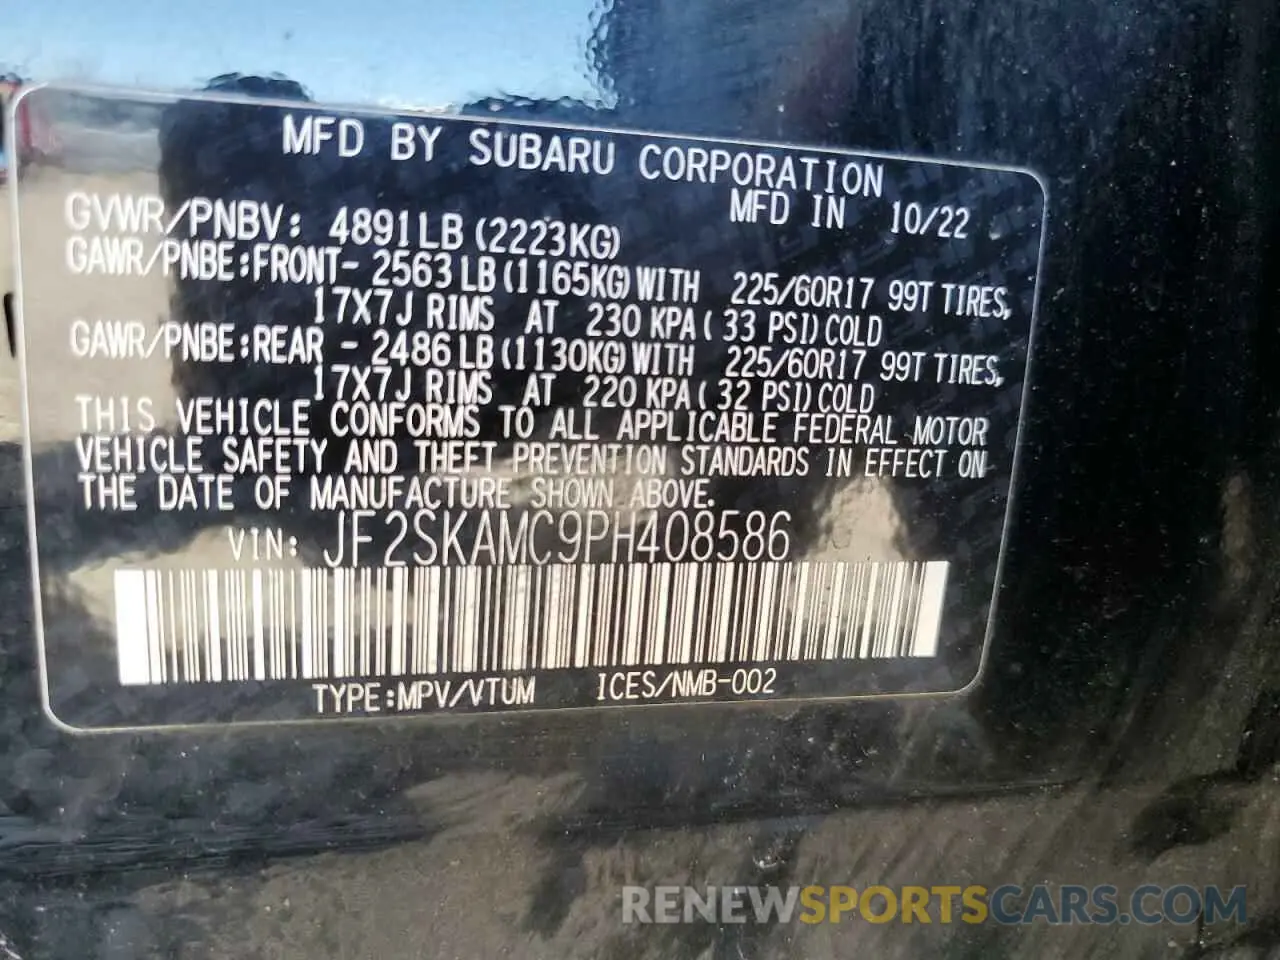 MFD BY SUBARU CORPORATION
MFD IN 10/22
GVWR/PNBV: 4891LB (2223KG)
GAWR/PNBE:FRONT- 2563 LB (1165KG) WITH 225/60R17 99T TIRES,
17X7J RIMS AT 230 KPA ( 33 PSI) COLD
GAWR/PNBE:REAR - 2486 LB (1130KG) WITH 225/60R17 99T TIRES,
17X7J RIMS AT 220 KPA ( 32 PSI) COLD
THIS VEHICLE CONFORMS TO ALL APPLICABLE FEDERAL MOTOR
VEHICLE SAFETY AND THEFT PREVENTION STANDARDS IN EFFECT ON
THE DATE OF MANUFACTURE SHOWN ABOVE.
VIN: JF2SKAMC9PH408586
TYPE:MPV/VTUM ICES/NMB-002
RENEWSPORTSCARS.COM